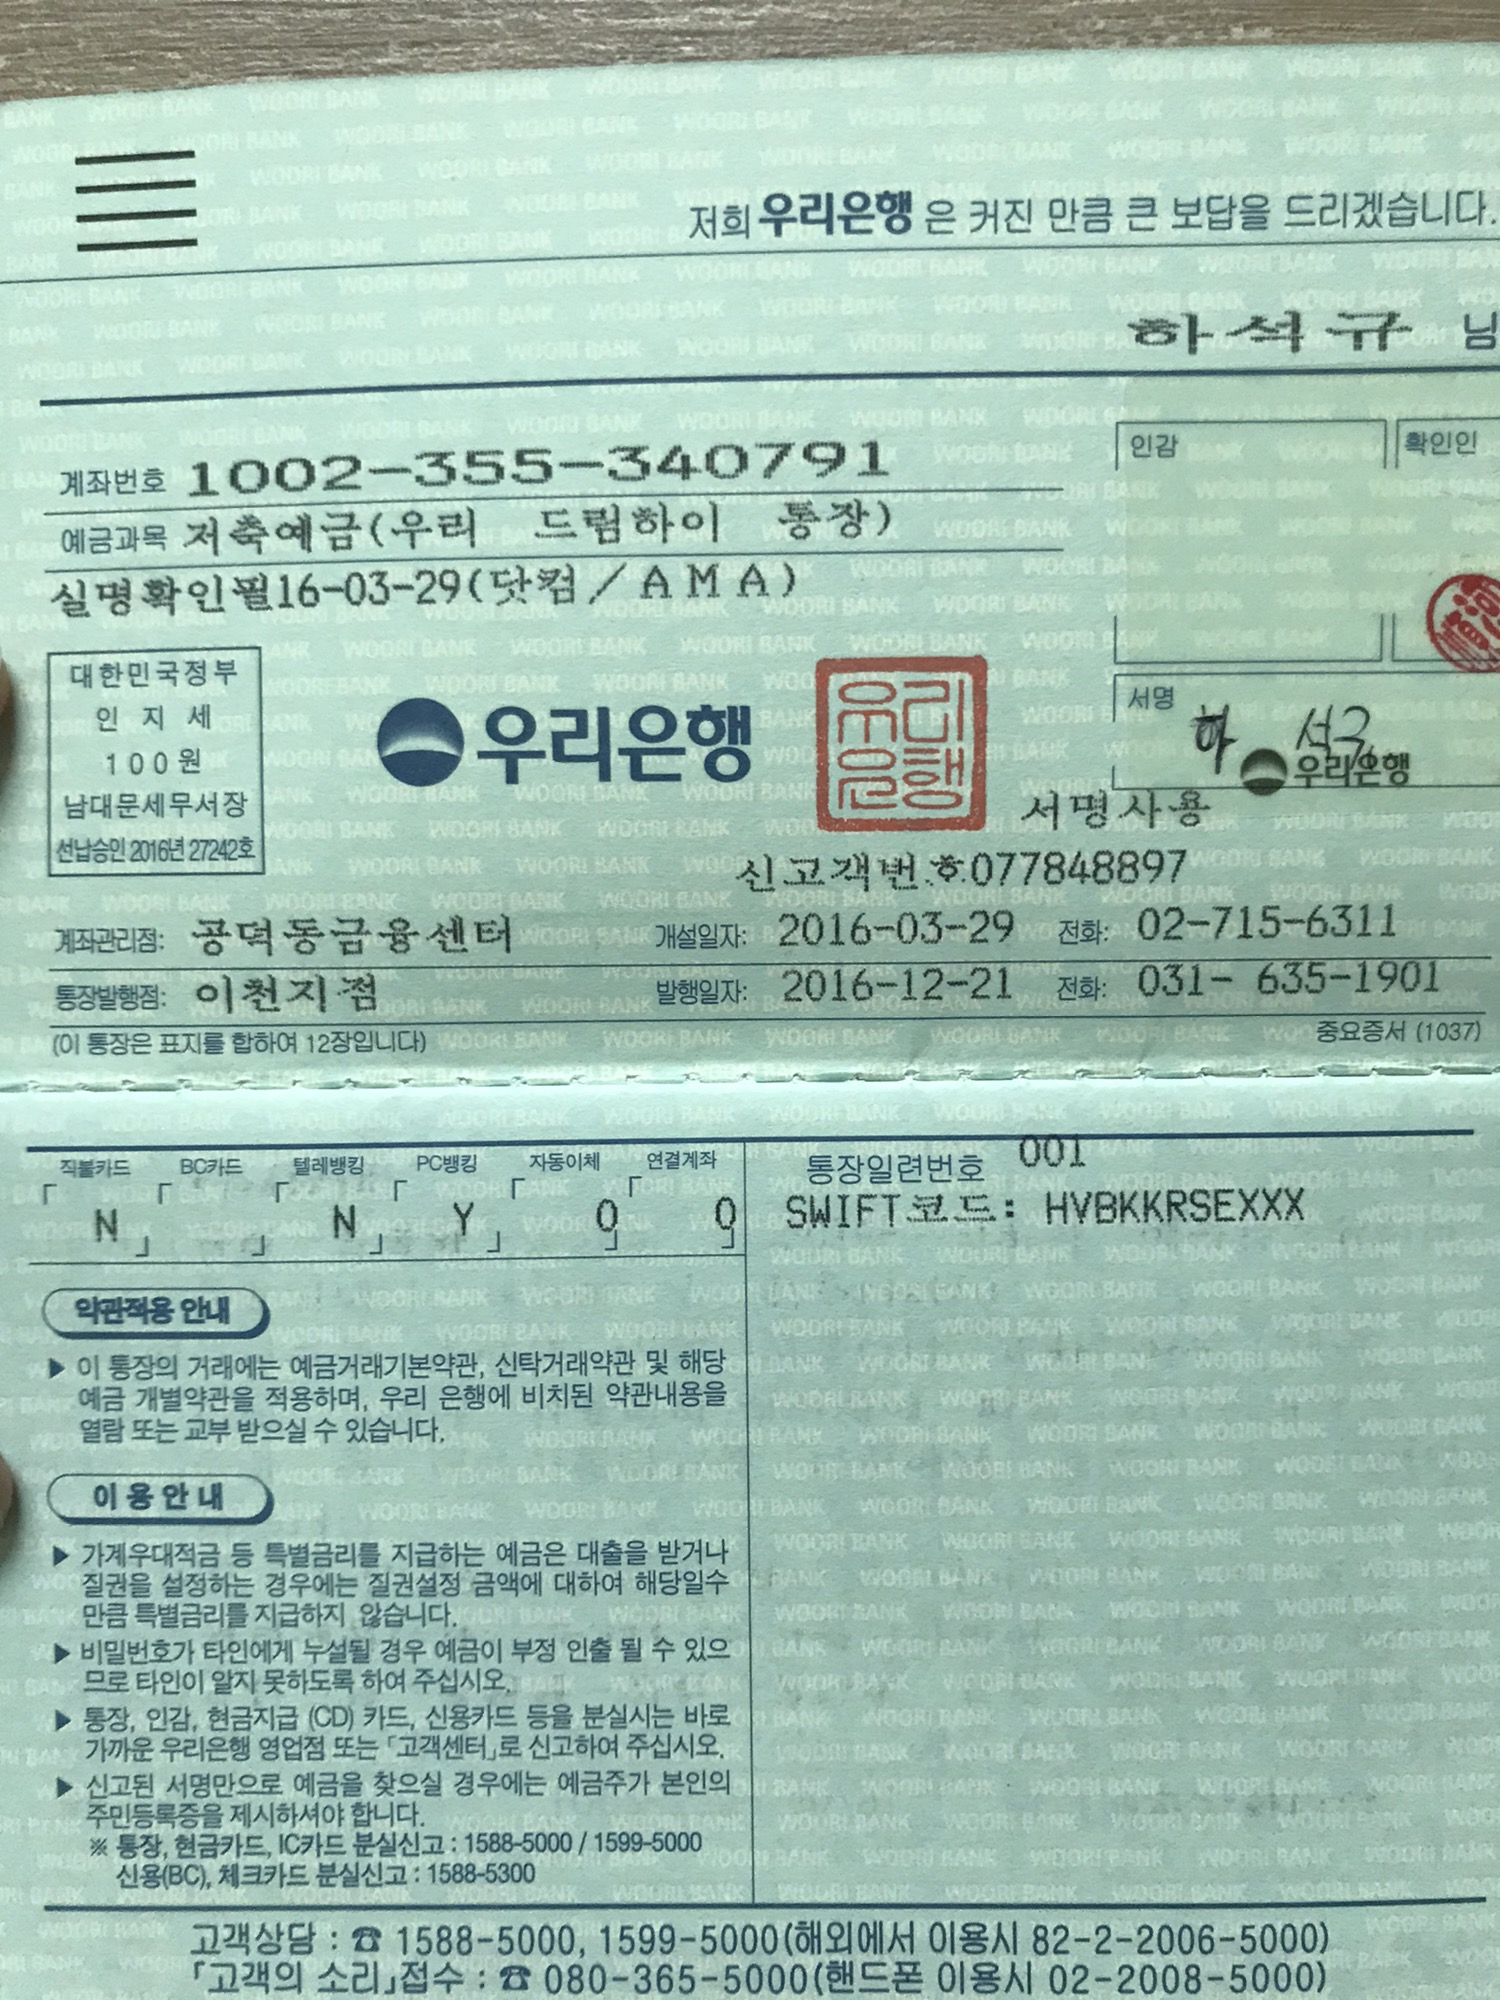 저희 우리은행 은 커진 만큼 큰 보답을 드리겠습니다.
하석규 님
인감 확인인
계좌번호 1002-355-340791
예금과목 저축예금(우리 드림하이 통장)
실명확인필16-03-29(닷컴/AMA)
대한민국정부
인 지 세
100원
남대문세무서장
선납승인 2016년 27242호
우리은행
우리은행
서명
하 석규
우리은행
서명사용
신고객번호077848897
계좌관리점: 공덕동금융센터 개설일자: 2016-03-29 전화: 02-715-6311
통장발행점: 이천지점 발행일자: 2016-12-21 전화: 031- 635-1901
(이 통장은 표지를 합하여 12장입니다) 중요증서 (1037)
직불카드 BC카드 텔레뱅킹 PC뱅킹 자동이체 연결계좌
N N Y 0 0
통장일련번호 001
SWIFT코드: HVBKKRSEXXX
약관적용 안내
▶ 이 통장의 거래에는 예금거래기본약관, 신탁거래약관 및 해당
예금 개별약관을 적용하며, 우리 은행에 비치된 약관내용을
열람 또는 교부 받으실 수 있습니다.
이 용 안 내
▶ 가계우대적금 등 특별금리를 지급하는 예금은 대출을 받거나
질권을 설정하는 경우에는 질권설정 금액에 대하여 해당일수
만큼 특별금리를 지급하지 않습니다.
▶ 비밀번호가 타인에게 누설될 경우 예금이 부정 인출 될 수 있으
므로 타인이 알지 못하도록 하여 주십시오.
▶ 통장, 인감, 현금지급 (CD) 카드, 신용카드 등을 분실시는 바로
가까운 우리은행 영업점 또는 「고객센터」로 신고하여 주십시오.
▶ 신고된 서명만으로 예금을 찾으실 경우에는 예금주가 본인의
주민등록증을 제시하셔야 합니다.
※ 통장, 현금카드, IC카드 분실신고 : 1588-5000 / 1599-5000
신용(BC), 체크카드 분실신고 : 1588-5300
고객상담 : ☎ 1588-5000, 1599-5000(해외에서 이용시 82-2-2006-5000)
「고객의 소리」접수 : ☎ 080-365-5000(핸드폰 이용시 02-2008-5000)